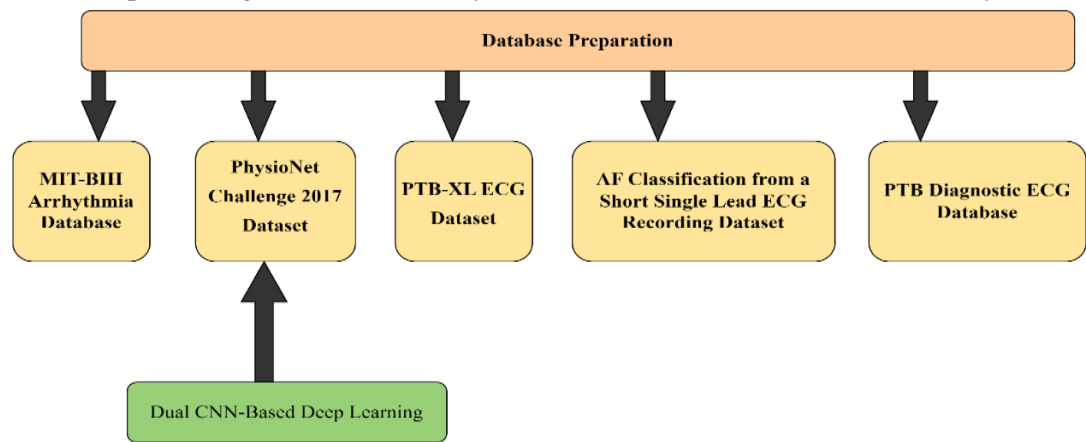 Database Preparation
MIT-BIH
Arrhythmia
Database
PhysioNet
Challenge 2017
Dataset
PTB-XL ECG
Dataset
AF Classification from a
Short Single Lead ECG
Recording Dataset
PTB Diagnostic ECG
Database
Dual CNN-Based Deep Learning